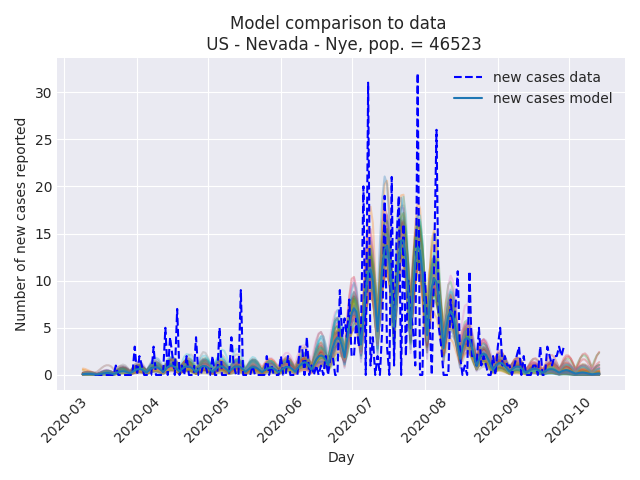 Model comparison to data
US - Nevada - Nye, pop. = 46523
new cases data
new cases model
Number of new cases reported
30
25
20
15
10
5
0
2020-03
2020-04
2020-05
2020-06
2020-07
2020-08
2020-09
2020-10
Day